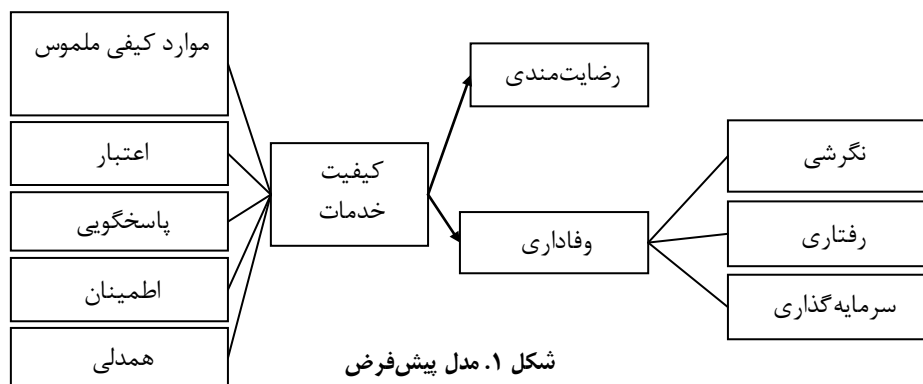 موارد کیفی ملموس
اعتبار
پاسخگویی
اطمینان
همدلی
کیفیت
خدمات
رضایت‌مندی
وفاداری
نگرشی
رفتاری
سرمایه‌گذاری
شکل ۱. مدل پیش‌فرض